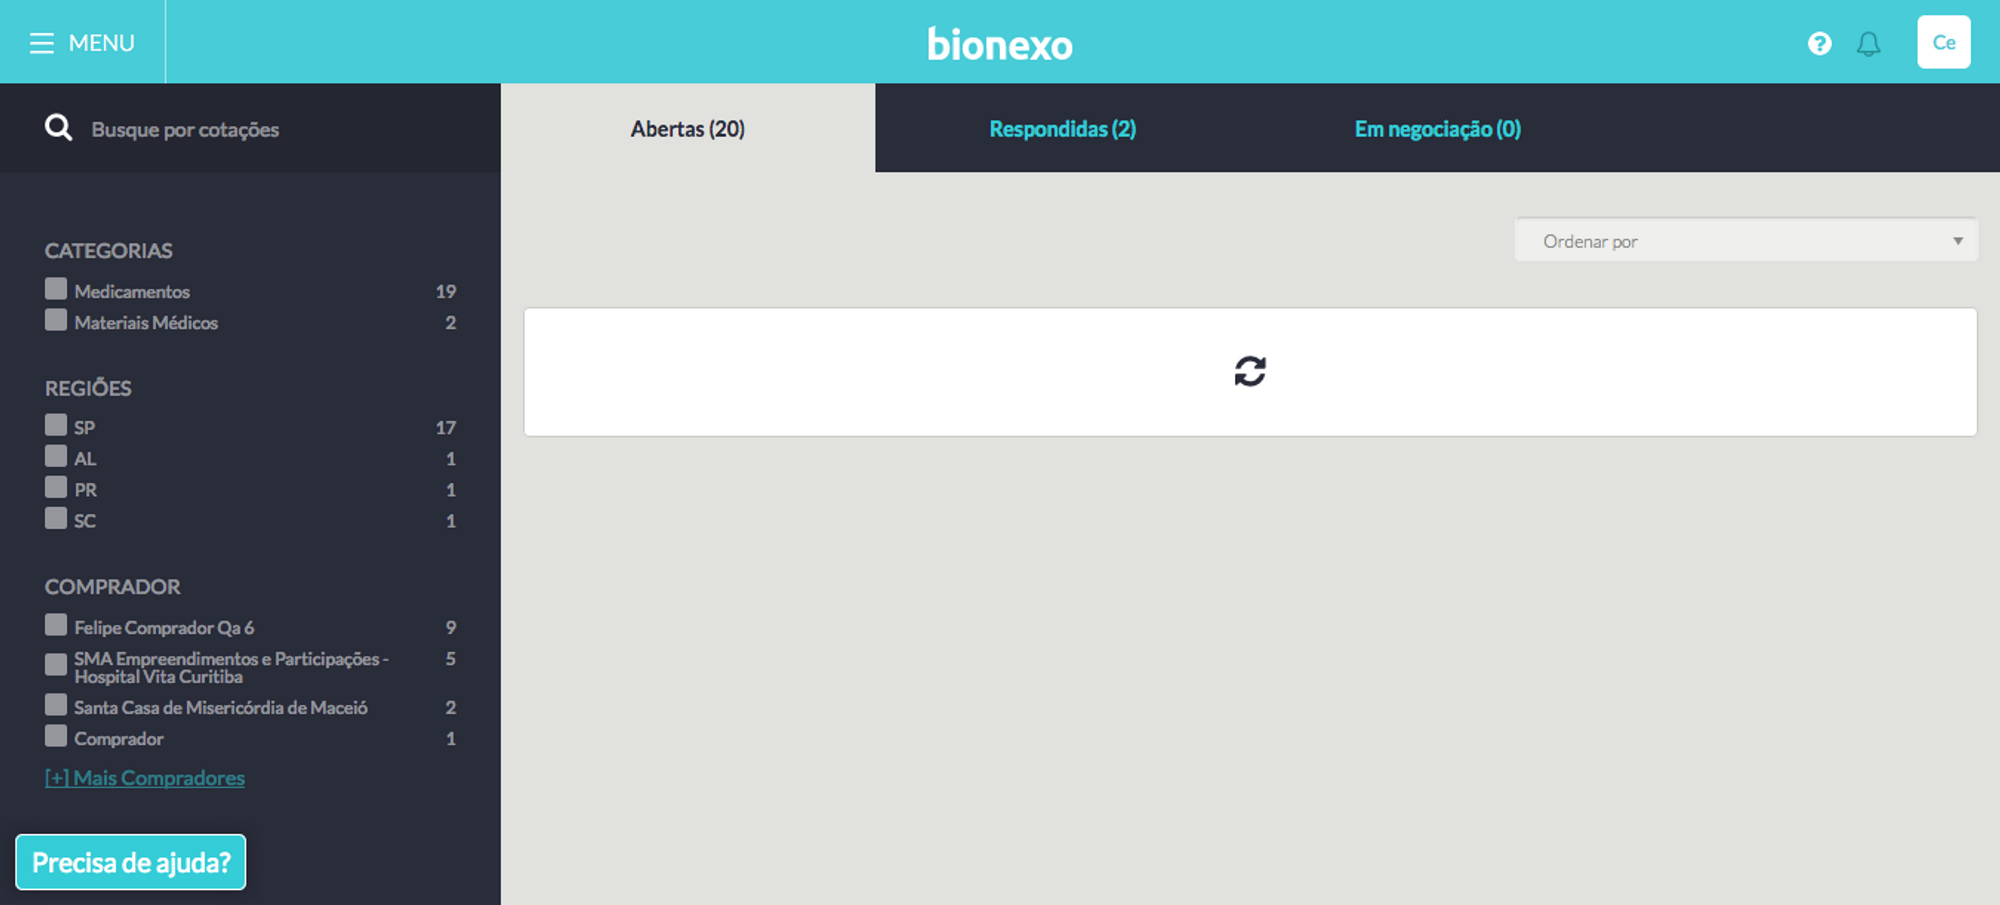 MENU
bionexo
?
Ce
Busque por cotações
Abertas (20)
Respondidas (2)
Em negociação (0)
Ordenar por
CATEGORIAS
Medicamentos 19
Materiais Médicos 2
REGIÕES
SP 17
AL 1
PR 1
SC 1
COMPRADOR
Felipe Comprador Qa 6 9
SMA Empreendimentos e Participações - 5
Hospital Vita Curitiba
Santa Casa de Misericórdia de Maceió 2
Comprador 1
[+] Mais Compradores
Precisa de ajuda?